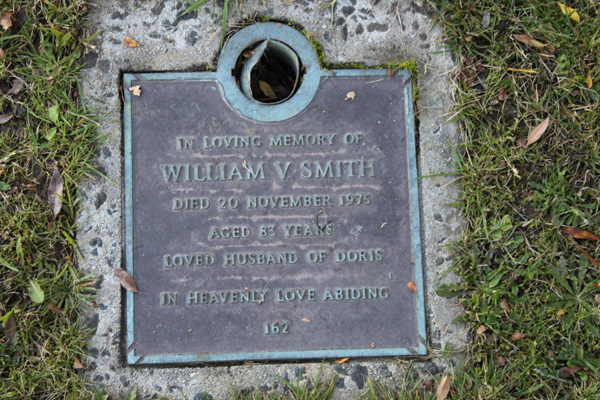 IN LOVING MEMORY OF
WILLIAM V. SMITH
DIED 20 NOVEMBER 1975
AGED 83 YEARS
LOVED HUSBAND OF DORIS
IN HEAVENLY LOVE ABIDING
162